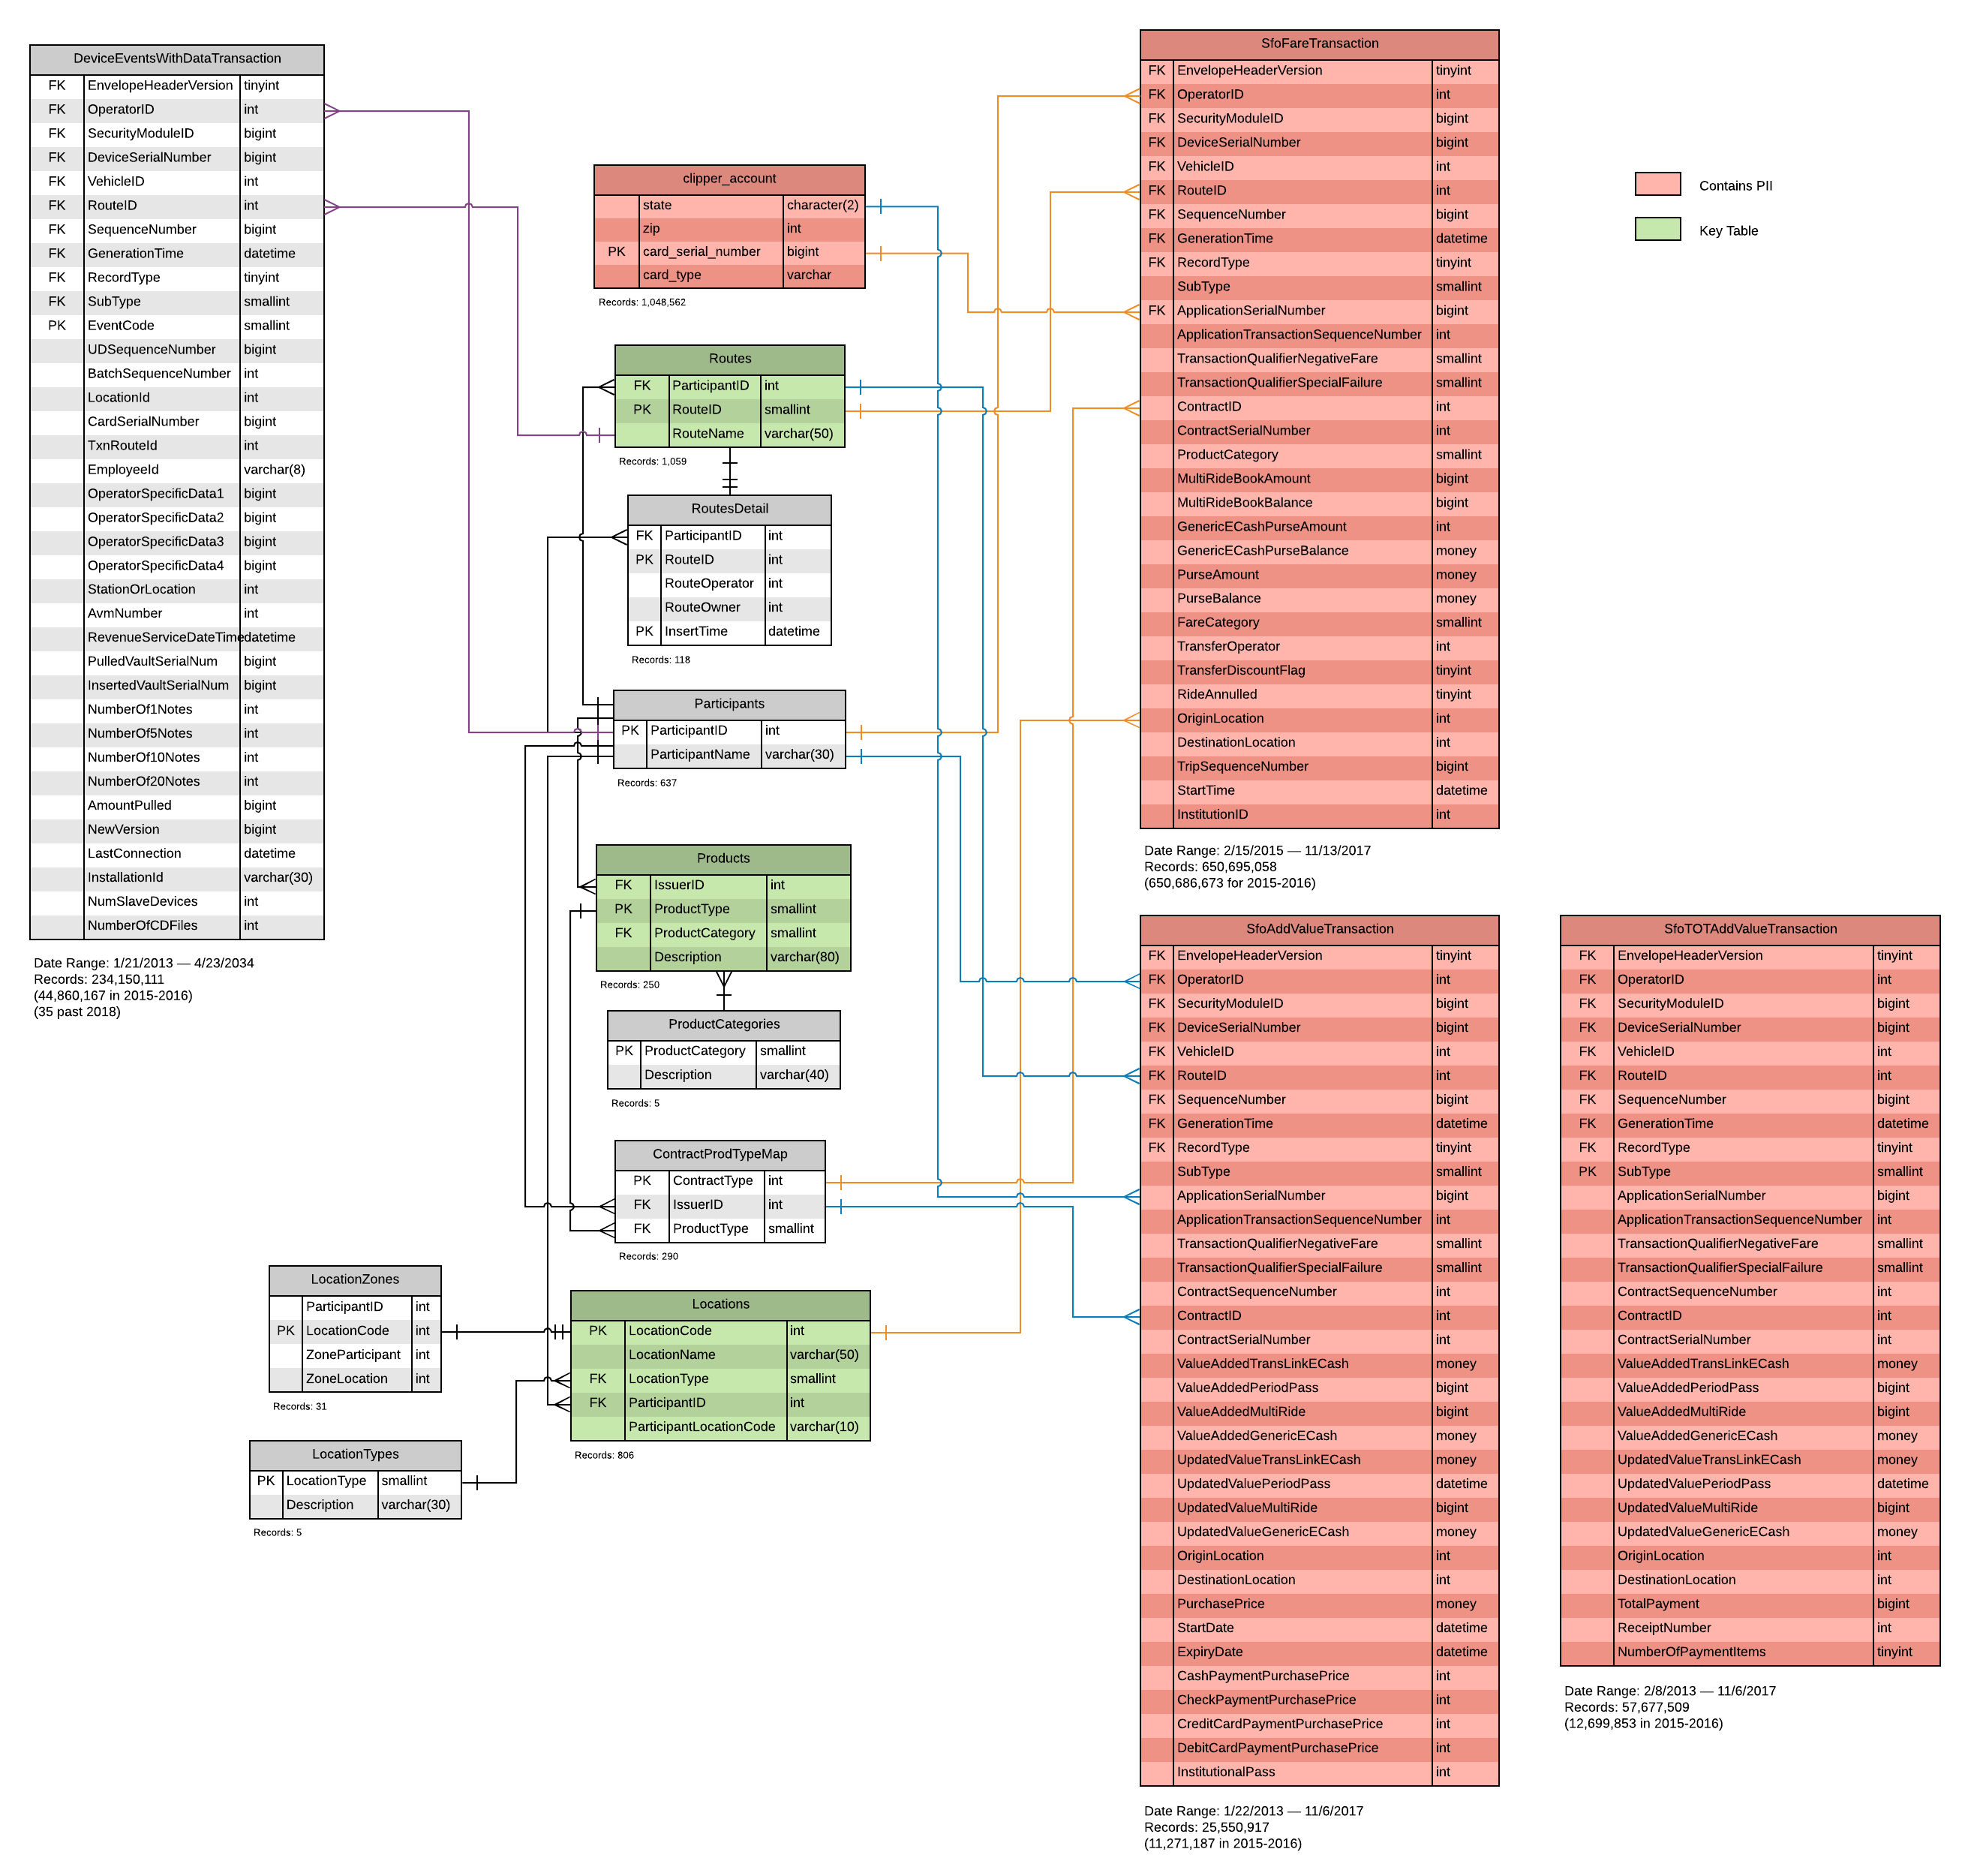 DeviceEventsWithDataTransaction
FK EnvelopeHeaderVersion tinyint
FK OperatorID int
FK SecurityModuleID bigint
FK DeviceSerialNumber bigint
FK VehicleID int
FK RouteID int
FK SequenceNumber bigint
FK GenerationTime datetime
FK RecordType tinyint
FK SubType smallint
PK EventCode smallint
UDSequenceNumber bigint
BatchSequenceNumber int
LocationId int
CardSerialNumber bigint
TxnRouteId int
EmployeeId varchar(8)
OperatorSpecificData1 bigint
OperatorSpecificData2 bigint
OperatorSpecificData3 bigint
OperatorSpecificData4 bigint
StationOrLocation int
AvmNumber int
RevenueServiceDateTime datetime
PulledVaultSerialNum bigint
InsertedVaultSerialNum bigint
NumberOf1Notes int
NumberOf5Notes int
NumberOf10Notes int
NumberOf20Notes int
AmountPulled bigint
NewVersion bigint
LastConnection datetime
InstallationId varchar(30)
NumSlaveDevices int
NumberOfCDFiles int
Date Range: 1/21/2013 — 4/23/2034
Records: 234,150,111
(44,860,167 in 2015-2016)
(35 past 2018)
clipper_account
state character(2)
zip int
PK card_serial_number bigint
card_type varchar
Records: 1,048,562
Routes
FK ParticipantID int
PK RouteID smallint
RouteName varchar(50)
Records: 1,059
RoutesDetail
FK ParticipantID int
PK RouteID int
RouteOperator int
RouteOwner int
PK InsertTime datetime
Records: 118
Participants
PK ParticipantID int
ParticipantName varchar(30)
Records: 637
Products
FK IssuerID int
PK ProductType smallint
FK ProductCategory smallint
Description varchar(80)
Records: 250
ProductCategories
PK ProductCategory smallint
Description varchar(40)
Records: 5
ContractProdTypeMap
PK ContractType int
FK IssuerID int
FK ProductType smallint
Records: 290
LocationZones
ParticipantID int
PK LocationCode int
ZoneParticipant int
ZoneLocation int
Records: 31
Locations
PK LocationCode int
LocationName varchar(50)
FK LocationType smallint
FK ParticipantID int
ParticipantLocationCode varchar(10)
Records: 806
LocationTypes
PK LocationType smallint
Description varchar(30)
Records: 5
SfoFareTransaction
FK EnvelopeHeaderVersion tinyint
FK OperatorID int
FK SecurityModuleID bigint
FK DeviceSerialNumber bigint
FK VehicleID int
FK RouteID int
FK SequenceNumber bigint
FK GenerationTime datetime
FK RecordType tinyint
SubType smallint
FK ApplicationSerialNumber bigint
ApplicationTransactionSequenceNumber int
TransactionQualifierNegativeFare smallint
TransactionQualifierSpecialFailure smallint
ContractID int
ContractSerialNumber int
ProductCategory smallint
MultiRideBookAmount bigint
MultiRideBookBalance bigint
GenericECashPurseAmount int
GenericECashPurseBalance money
PurseAmount money
PurseBalance money
FareCategory smallint
TransferOperator int
TransferDiscountFlag tinyint
RideAnnulled tinyint
OriginLocation int
DestinationLocation int
TripSequenceNumber bigint
StartTime datetime
InstitutionID int
Date Range: 2/15/2015 — 11/13/2017
Records: 650,695,058
(650,686,673 for 2015-2016)
Contains PII
Key Table
SfoAddValueTransaction
FK EnvelopeHeaderVersion tinyint
FK OperatorID int
FK SecurityModuleID bigint
FK DeviceSerialNumber bigint
FK VehicleID int
FK RouteID int
FK SequenceNumber bigint
FK GenerationTime datetime
FK RecordType tinyint
SubType smallint
ApplicationSerialNumber bigint
ApplicationTransactionSequenceNumber int
TransactionQualifierNegativeFare smallint
TransactionQualifierSpecialFailure smallint
ContractSequenceNumber int
ContractID int
ContractSerialNumber int
ValueAddedTransLinkECash money
ValueAddedPeriodPass bigint
ValueAddedMultiRide bigint
ValueAddedGenericECash money
UpdatedValueTransLinkECash money
UpdatedValuePeriodPass datetime
UpdatedValueMultiRide bigint
UpdatedValueGenericECash money
OriginLocation int
DestinationLocation int
PurchasePrice money
StartDate datetime
ExpiryDate datetime
CashPaymentPurchasePrice int
CheckPaymentPurchasePrice int
CreditCardPaymentPurchasePrice int
DebitCardPaymentPurchasePrice int
InstitutionalPass int
Date Range: 1/22/2013 — 11/6/2017
Records: 25,550,917
(11,271,187 in 2015-2016)
SfoTOTAddValueTransaction
FK EnvelopeHeaderVersion tinyint
FK OperatorID int
FK SecurityModuleID bigint
FK DeviceSerialNumber bigint
FK VehicleID int
FK RouteID int
FK SequenceNumber bigint
FK GenerationTime datetime
FK RecordType tinyint
PK SubType smallint
ApplicationSerialNumber bigint
ApplicationTransactionSequenceNumber int
TransactionQualifierNegativeFare smallint
TransactionQualifierSpecialFailure smallint
ContractSequenceNumber int
ContractID int
ContractSerialNumber int
ValueAddedTransLinkECash money
ValueAddedPeriodPass bigint
ValueAddedMultiRide bigint
ValueAddedGenericECash money
UpdatedValueTransLinkECash money
UpdatedValuePeriodPass datetime
UpdatedValueMultiRide bigint
UpdatedValueGenericECash money
OriginLocation int
DestinationLocation int
TotalPayment bigint
ReceiptNumber int
NumberOfPaymentItems tinyint
Date Range: 2/8/2013 — 11/6/2017
Records: 57,677,509
(12,699,853 in 2015-2016)